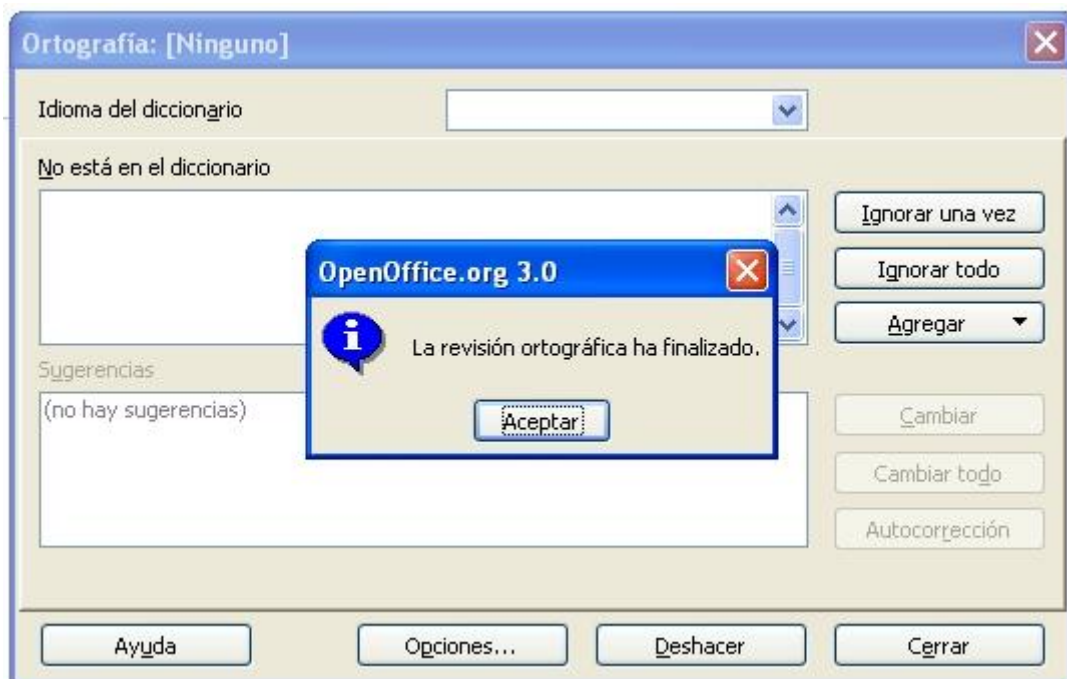 Ortografía: [Ninguno]
Idioma del diccionario
No está en el diccionario
Ignorar una vez
OpenOffice.org 3.0
Ignorar todo
Agregar
La revisión ortográfica ha finalizado.
Sugerencias
(no hay sugerencias)
Aceptar
Cambiar
Cambiar todo
Autocorrección
Ayuda
Opciones...
Deshacer
Cerrar